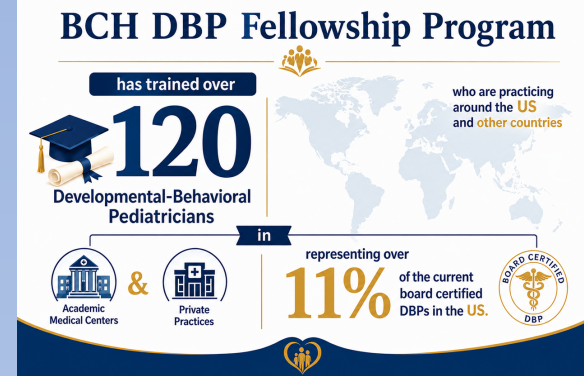 BCH DBP Fellowship Program
has trained over
120
Developmental-Behavioral
Pediatricians
who are practicing
around the US
and other countries
in
Academic
Medical Centers
&
Private
Practices
representing over
11%
of the current
board certified
DBPs in the US.
BOARD CERTIFIED
DBP